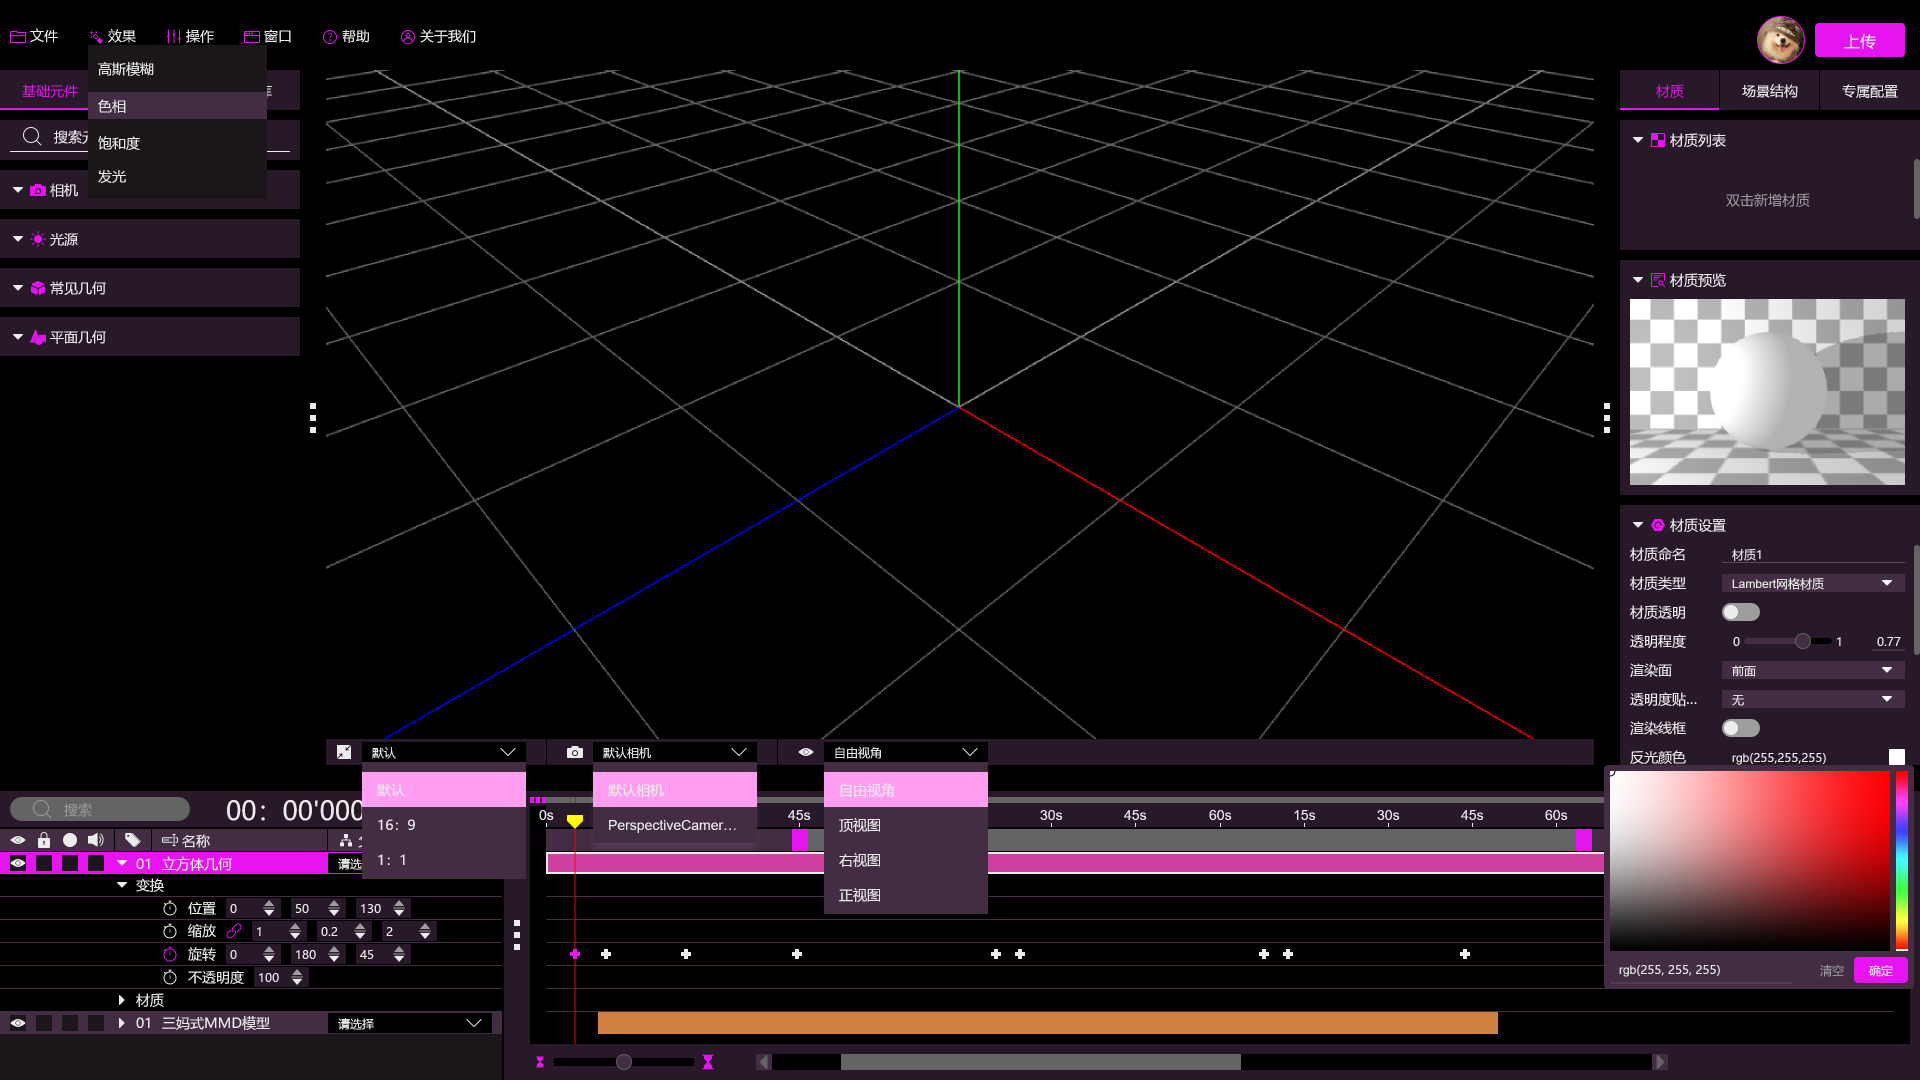 文件 效果 操作 窗口 帮助 关于我们
上传
高斯模糊
色相
饱和度
发光
基础元件
搜索
相机
光源
常见几何
平面几何
材质 场景结构 专属配置
材质列表
双击新增材质
材质预览
材质设置
材质命名 材质1
材质类型 Lambert网格材质
材质透明
透明程度 0 1 0.77
渲染面 前面
透明度贴... 无
渲染线框
反光颜色 rgb(255,255,255)
rgb(255, 255, 255) 清空 确定
默认 默认相机 自由视角
默认 默认相机 自由视角
16: 9 PerspectiveCamer... 顶视图
1: 1 右视图
正视图
搜索 00: 00'000
0s 45s 30s 45s 60s 15s 30s 45s 60s
名称
01 立方体几何 请选
变换
位置 0 50 130
缩放 1 0.2 2
旋转 0 180 45
不透明度 100
材质
01 三妈式MMD模型 请选择